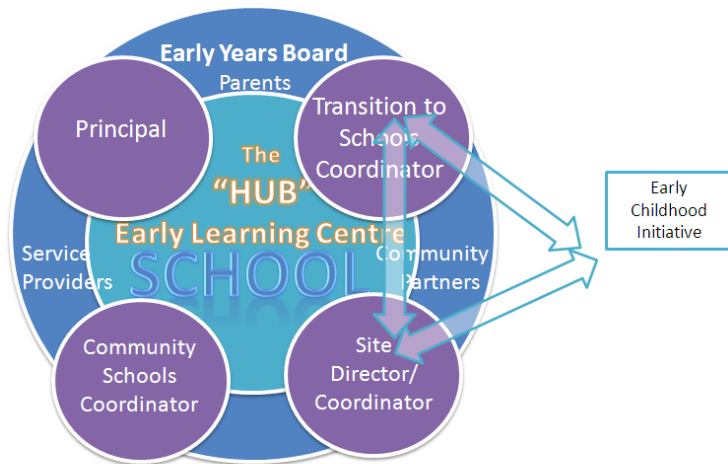 Early Years Board
Parents
Principal
Transition to
Schools
Coordinator
The
"HUB"
Early Learning Centre
SCHOOL
Service
Providers
Community
Partners
Early
Childhood
Initiative
Community
Schools
Coordinator
Site
Director/
Coordinator